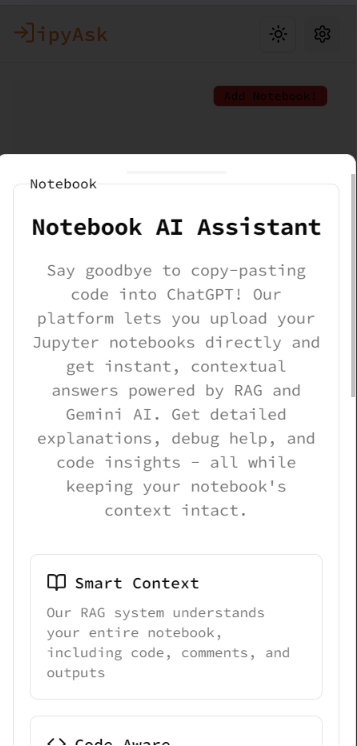 ipyAsk
Add Notebook!
Notebook
Notebook AI Assistant
Say goodbye to copy-pasting
code into ChatGPT! Our
platform lets you upload your
Jupyter notebooks directly and
get instant, contextual
answers powered by RAG and
Gemini AI. Get detailed
explanations, debug help, and
code insights - all while
keeping your notebook's
context intact.
Smart Context
Our RAG system understands
your entire notebook,
including code, comments, and
outputs
Code Aware